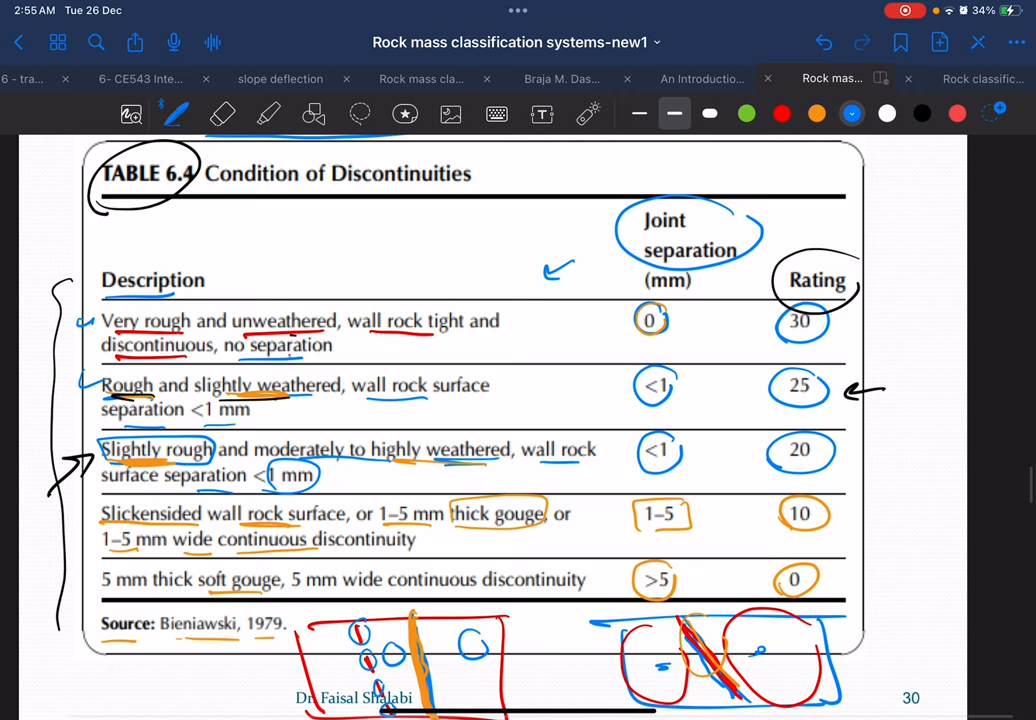 2:55 AM Tue 26 Dec
34%
Rock mass classification systems-new1
6 - tra...
6- CE543 Inte...
slope deflection
Rock mass cla...
Braja M. Das...
An Introductio...
Rock mas...
Rock classific...
TABLE 6.4 Condition of Discontinuities
Joint
separation
Description (mm) Rating
Very rough and unweathered, wall rock tight and 0 30
discontinuous, no separation
Rough and slightly weathered, wall rock surface <1 25
separation <1 mm
Slightly rough and moderately to highly weathered, wall rock <1 20
surface separation <1 mm
Slickensided wall rock surface, or 1–5 mm thick gouge, or 1–5 10
1–5 mm wide continuous discontinuity
5 mm thick soft gouge, 5 mm wide continuous discontinuity >5 0
Source: Bieniawski, 1979.
Dr. Faisal Shalabi 30